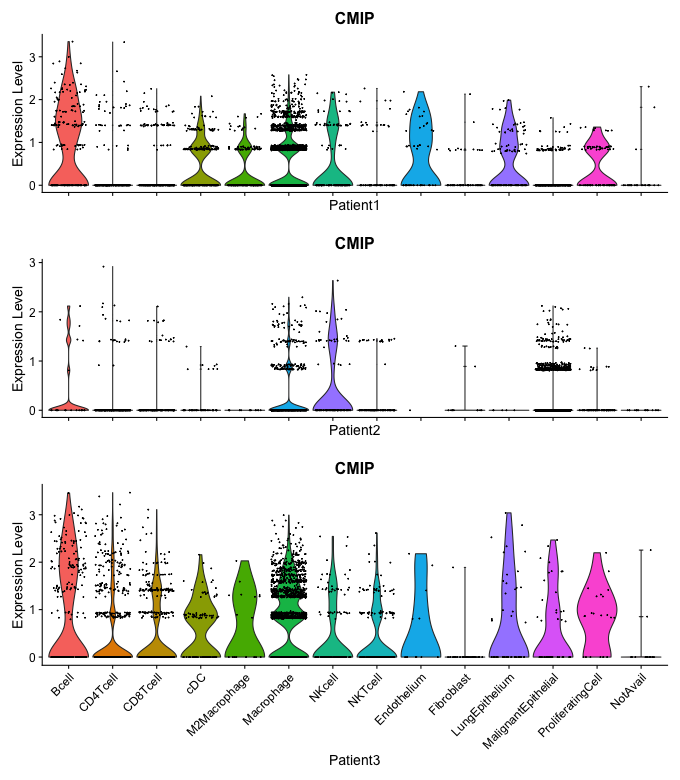 CMIP
Expression Level
3
2
1
0
Patient1
CMIP
Expression Level
3
2
1
0
Patient2
CMIP
Expression Level
3
2
1
0
Bcell
CD4Tcell
CD8Tcell
cDC
M2Macrophage
Macrophage
NKcell
NKTcell
Endothelium
Fibroblast
LungEpithelium
MalignantEpithelial
ProliferatingCell
NotAvail
Patient3